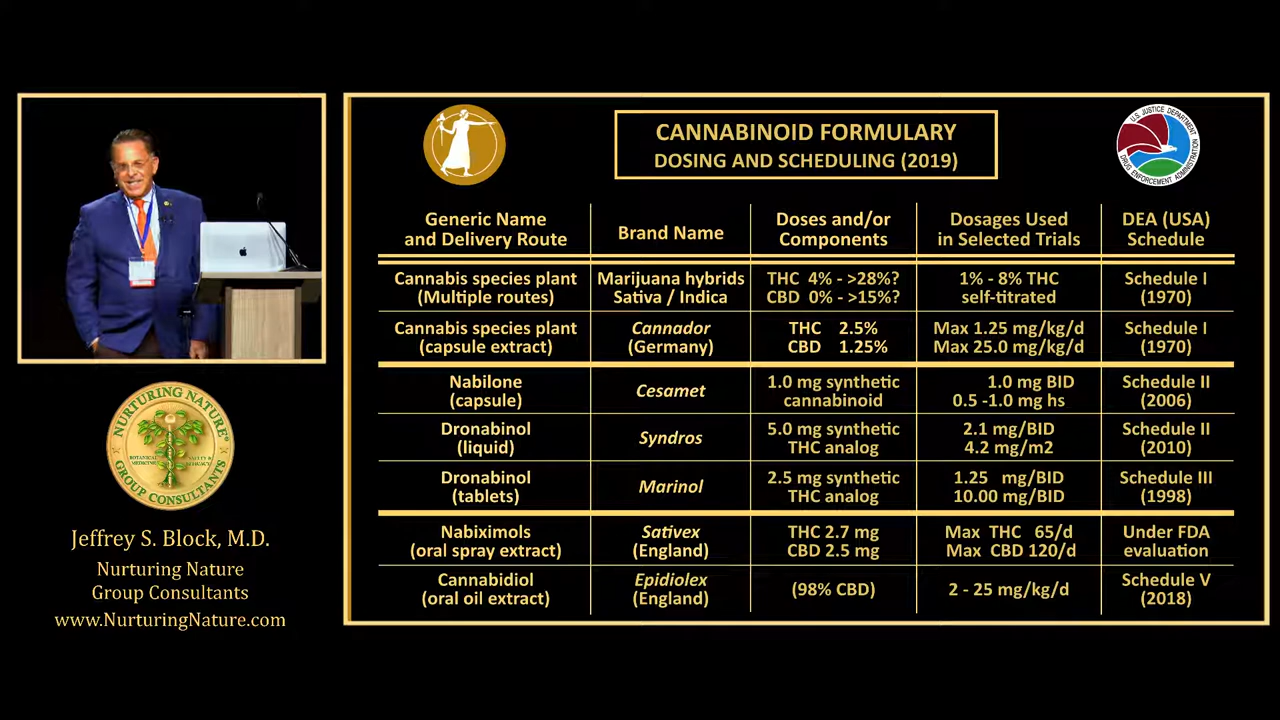 CANNABINOID FORMULARY
DOSING AND SCHEDULING (2019)
U.S. JUSTICE DEPARTMENT
DRUG ENFORCEMENT ADMINISTRATION
Generic Name
and Delivery Route
Brand Name
Doses and/or
Components
Dosages Used
in Selected Trials
DEA (USA)
Schedule
Cannabis species plant
(Multiple routes)
Marijuana hybrids
Sativa / Indica
THC 4% - >28%?
CBD 0% - >15%?
1% - 8% THC
self-titrated
Schedule I
(1970)
Cannabis species plant
(capsule extract)
Cannador
(Germany)
THC 2.5%
CBD 1.25%
Max 1.25 mg/kg/d
Max 25.0 mg/kg/d
Schedule I
(1970)
Nabilone
(capsule)
Cesamet
1.0 mg synthetic
cannabinoid
1.0 mg BID
0.5 -1.0 mg hs
Schedule II
(2006)
Dronabinol
(liquid)
Syndros
5.0 mg synthetic
THC analog
2.1 mg/BID
4.2 mg/m2
Schedule II
(2010)
Dronabinol
(tablets)
Marinol
2.5 mg synthetic
THC analog
1.25 mg/BID
10.00 mg/BID
Schedule III
(1998)
Nabiximols
(oral spray extract)
Sativex
(England)
THC 2.7 mg
CBD 2.5 mg
Max THC 65/d
Max CBD 120/d
Under FDA
evaluation
Cannabidiol
(oral oil extract)
Epidiolex
(England)
(98% CBD)
2 - 25 mg/kg/d
Schedule V
(2018)
NURTURING NATURE®
BOTANICAL
MEDICINE
SAFETY &
EFFICACY
GROUP CONSULTANTS
Jeffrey S. Block, M.D.
Nurturing Nature
Group Consultants
www.NurturingNature.com